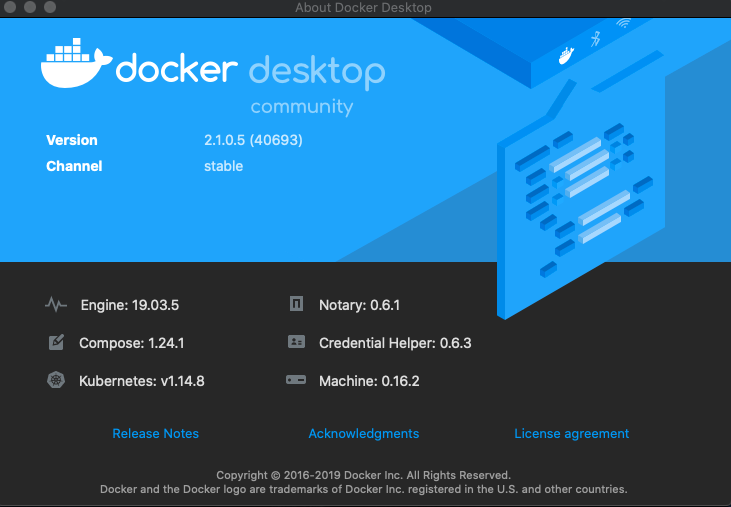 About Docker Desktop
docker desktop
community
Version 2.1.0.5 (40693)
Channel stable
Engine: 19.03.5 Notary: 0.6.1
Compose: 1.24.1 Credential Helper: 0.6.3
Kubernetes: v1.14.8 Machine: 0.16.2
Release Notes Acknowledgments License agreement
Copyright © 2016-2019 Docker Inc. All Rights Reserved.
Docker and the Docker logo are trademarks of Docker Inc. registered in the U.S. and other countries.